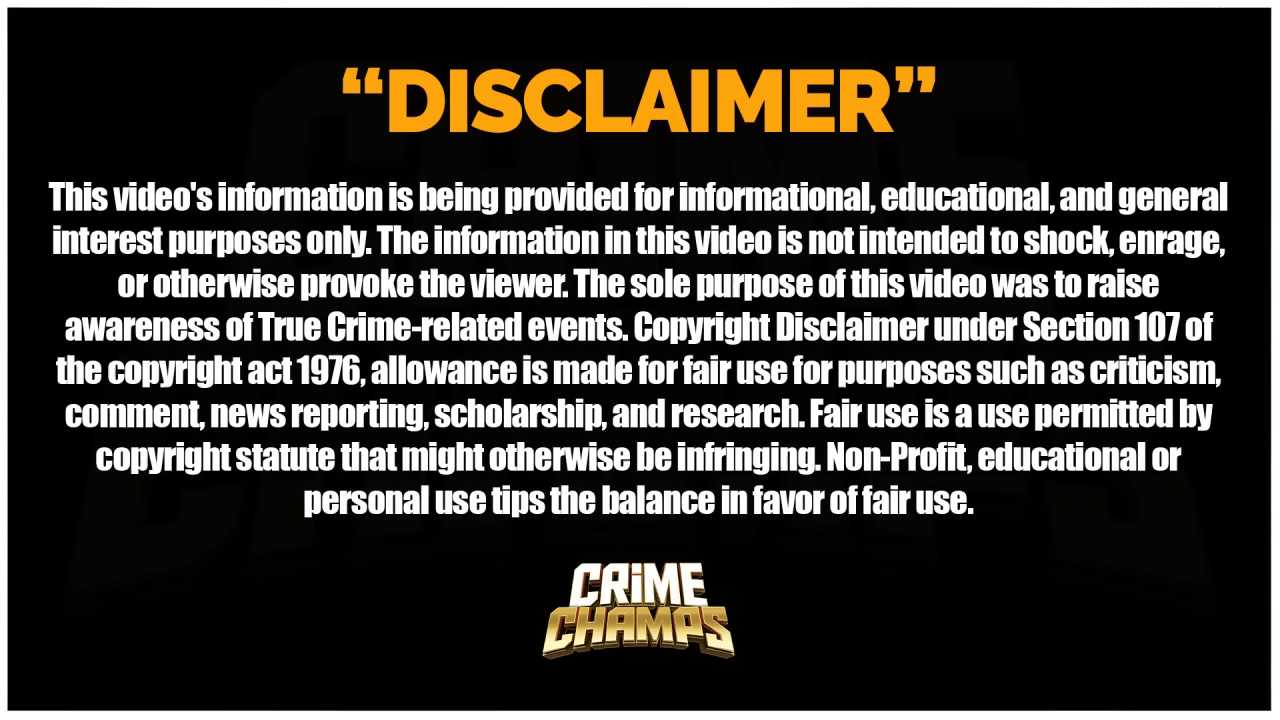 “DISCLAIMER”
This video's information is being provided for informational, educational, and general
interest purposes only. The information in this video is not intended to shock, enrage,
or otherwise provoke the viewer. The sole purpose of this video was to raise
awareness of True Crime-related events. Copyright Disclaimer under Section 107 of
the copyright act 1976, allowance is made for fair use for purposes such as criticism,
comment, news reporting, scholarship, and research. Fair use is a use permitted by
copyright statute that might otherwise be infringing. Non-Profit, educational or
personal use tips the balance in favor of fair use.
CRiME
CHAMPS